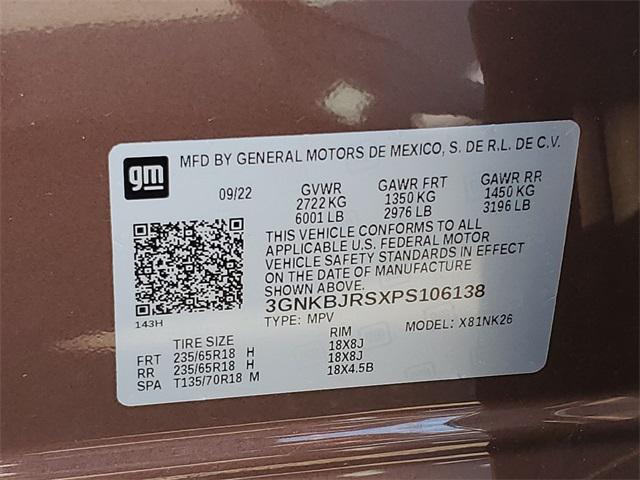 gm
MFD BY GENERAL MOTORS DE MEXICO, S. DE R.L. DE C.V.
09/22 GVWR GAWR FRT GAWR RR
2722 KG 1350 KG 1450 KG
6001 LB 2976 LB 3196 LB
THIS VEHICLE CONFORMS TO ALL
APPLICABLE U.S. FEDERAL MOTOR
VEHICLE SAFETY STANDARDS IN EFFECT
ON THE DATE OF MANUFACTURE
SHOWN ABOVE.
3GNKBJRSXPS106138
143H
TYPE: MPV MODEL: X81NK26
TIRE SIZE RIM
FRT 235/65R18 H 18X8J
RR 235/65R18 H 18X8J
SPA T135/70R18 M 18X4.5B